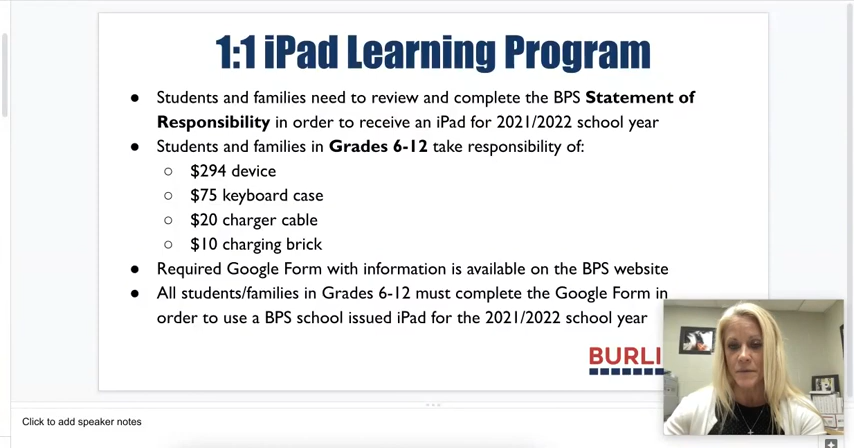 1:1 iPad Learning Program
● Students and families need to review and complete the BPS Statement of
Responsibility in order to receive an iPad for 2021/2022 school year
● Students and families in Grades 6-12 take responsibility of:
○ $294 device
○ $75 keyboard case
○ $20 charger cable
○ $10 charging brick
● Required Google Form with information is available on the BPS website
● All students/families in Grades 6-12 must complete the Google Form in
order to use a BPS school issued iPad for the 2021/2022 school year
BURLI
Click to add speaker notes